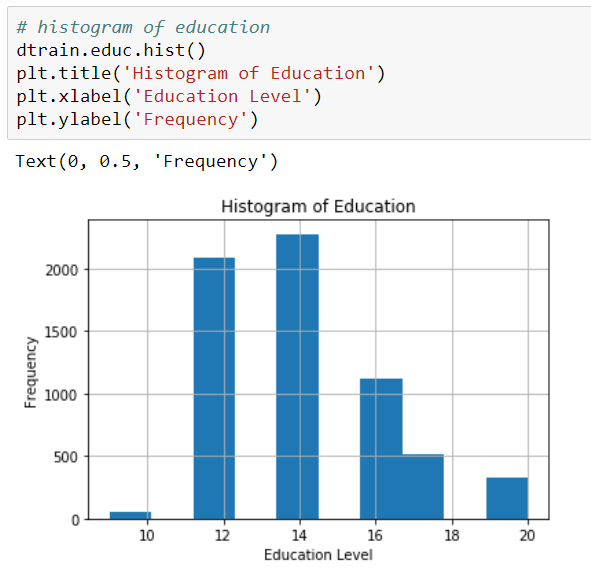 # histogram of education
dtrain.educ.hist()
plt.title('Histogram of Education')
plt.xlabel('Education Level')
plt.ylabel('Frequency')
Text(0, 0.5, 'Frequency')
Histogram of Education
2000
1500
1000
500
0
Frequency
10 12 14 16 18 20
Education Level